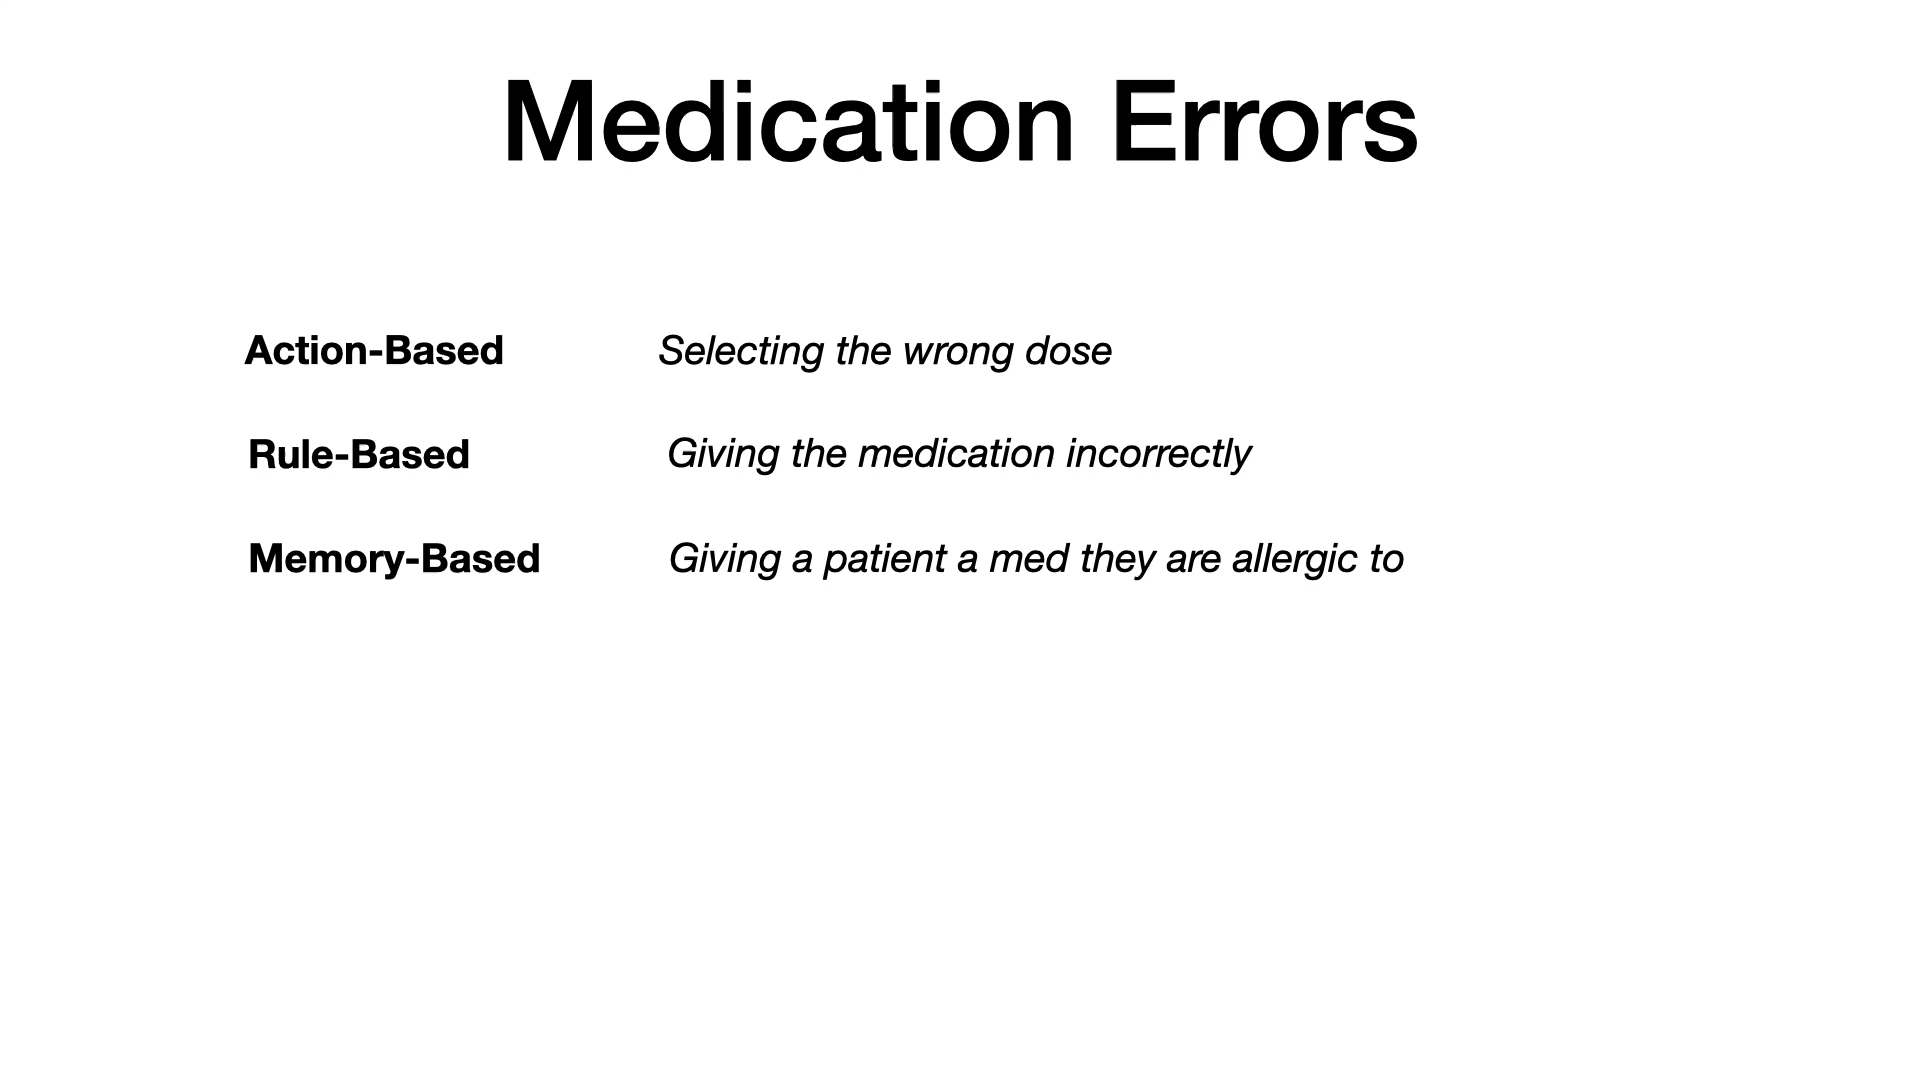 Medication Errors
Action-Based Selecting the wrong dose
Rule-Based Giving the medication incorrectly
Memory-Based Giving a patient a med they are allergic to